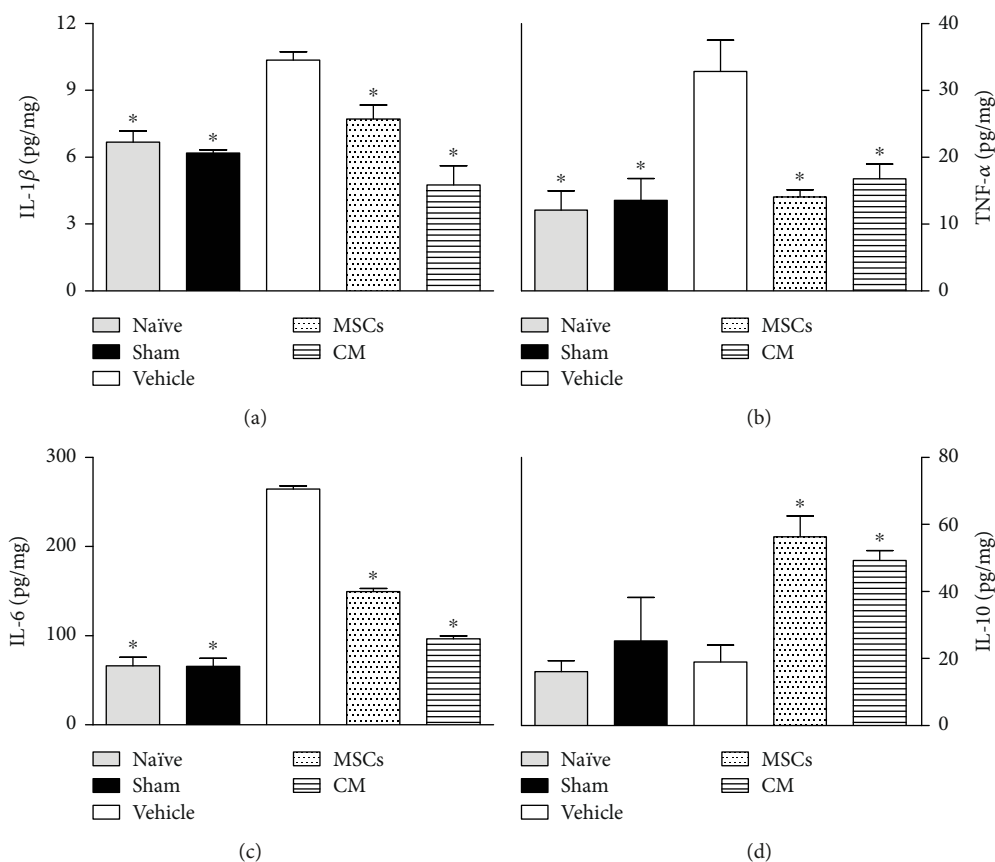 12
9
6
3
0
IL-1β (pg/mg)
*
*
*
*
Naïve
Sham
Vehicle
MSCs
CM
(a)
40
30
20
10
0
TNF-α (pg/mg)
*
*
*
*
Naïve
Sham
Vehicle
MSCs
CM
(b)
300
200
100
0
IL-6 (pg/mg)
*
*
*
*
Naïve
Sham
Vehicle
MSCs
CM
(c)
80
60
40
20
0
IL-10 (pg/mg)
*
*
Naïve
Sham
Vehicle
MSCs
CM
(d)